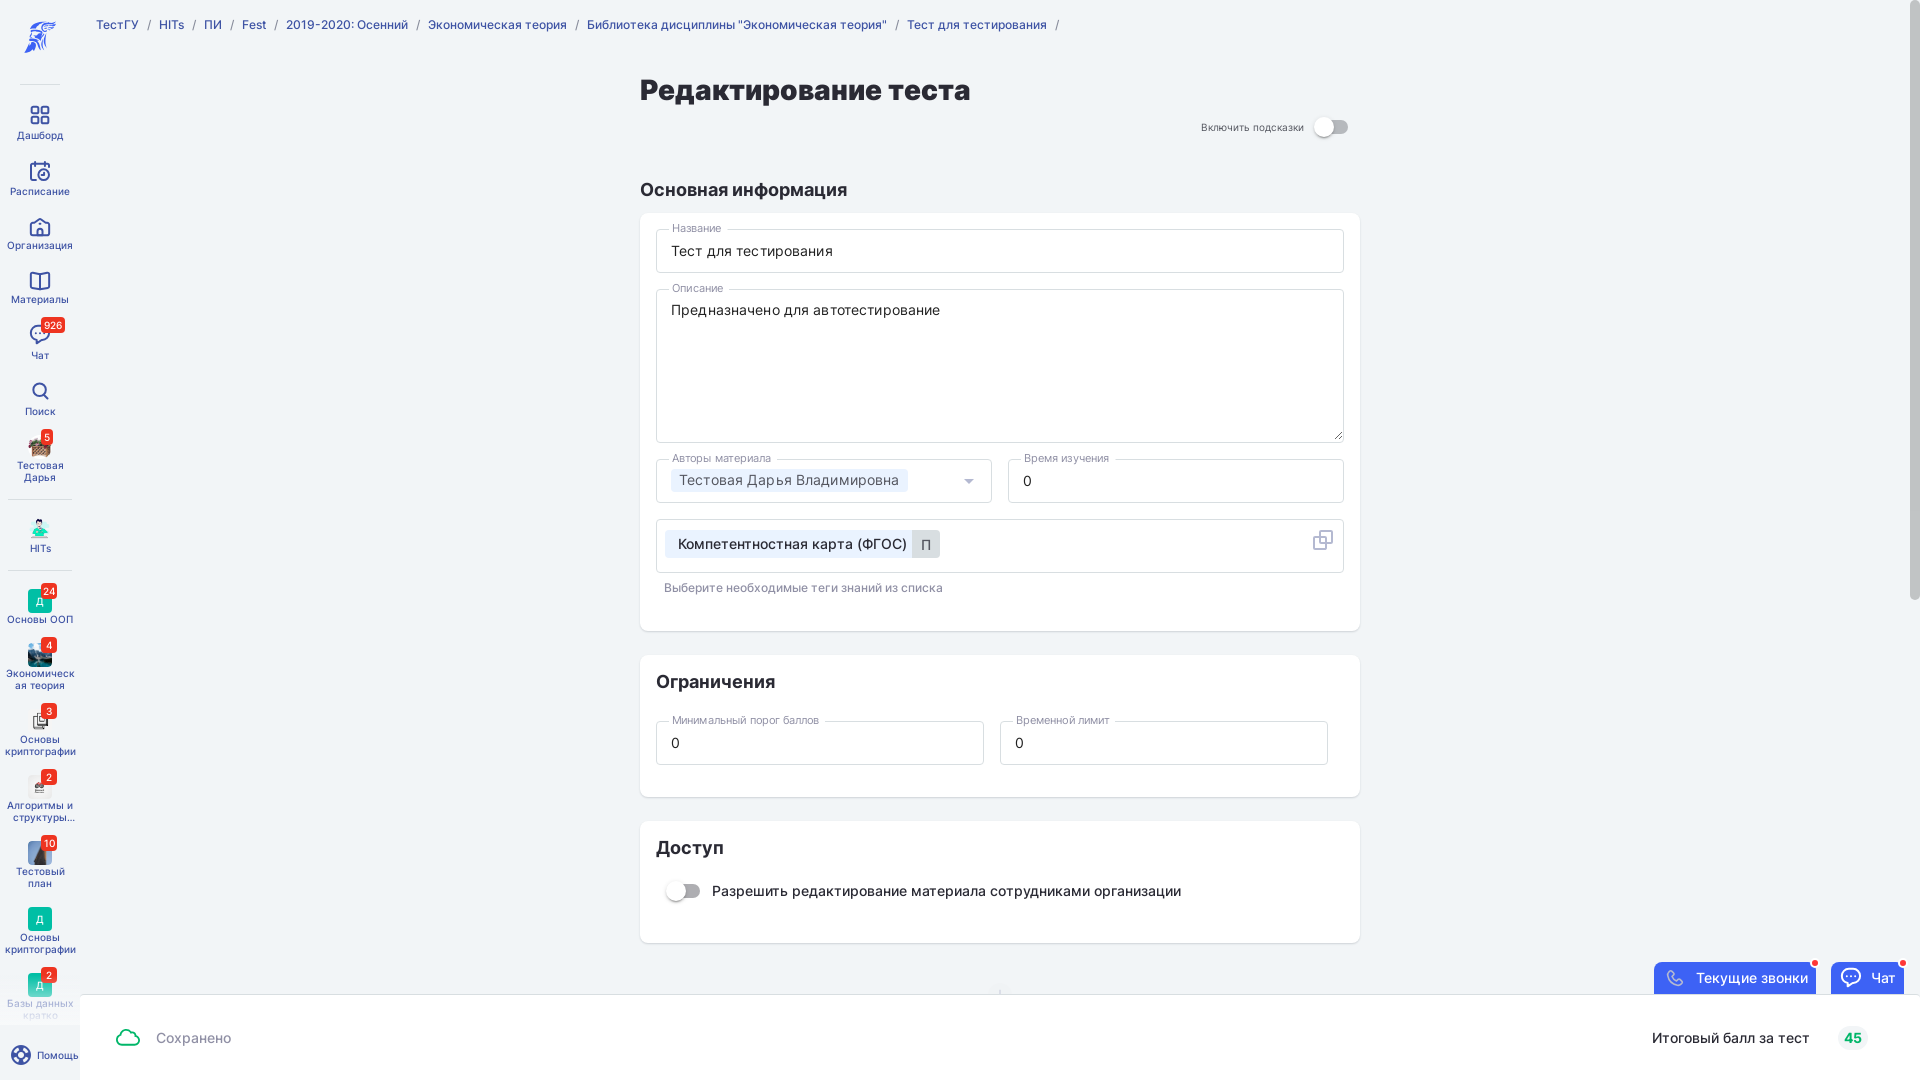 ТестГУ / HITs / ПИ / Fest / 2019-2020: Осенний / Экономическая теория / Библиотека дисциплины "Экономическая теория" / Тест для тестирования /
Дашборд
Расписание
Организация
Материалы
926
Чат
Поиск
5
Тестовая
Дарья
HITs
24
Д
Основы ООП
4
Экономическ
ая теория
3
Основы
криптографии
2
Алгоритмы и
структуры...
10
Тестовый
план
Д
Основы
криптографии
2
Д
Базы данных
кратко
Помощь
Редактирование теста
Включить подсказки
Основная информация
Название
Тест для тестирования
Описание
Предназначено для автотестирование
Авторы материала
Тестовая Дарья Владимировна
Время изучения
0
Компетентностная карта (ФГОС) П
Выберите необходимые теги знаний из списка
Ограничения
Минимальный порог баллов
0
Временной лимит
0
Доступ
Разрешить редактирование материала сотрудниками организации
Текущие звонки
Чат
Сохранено
Итоговый балл за тест 45